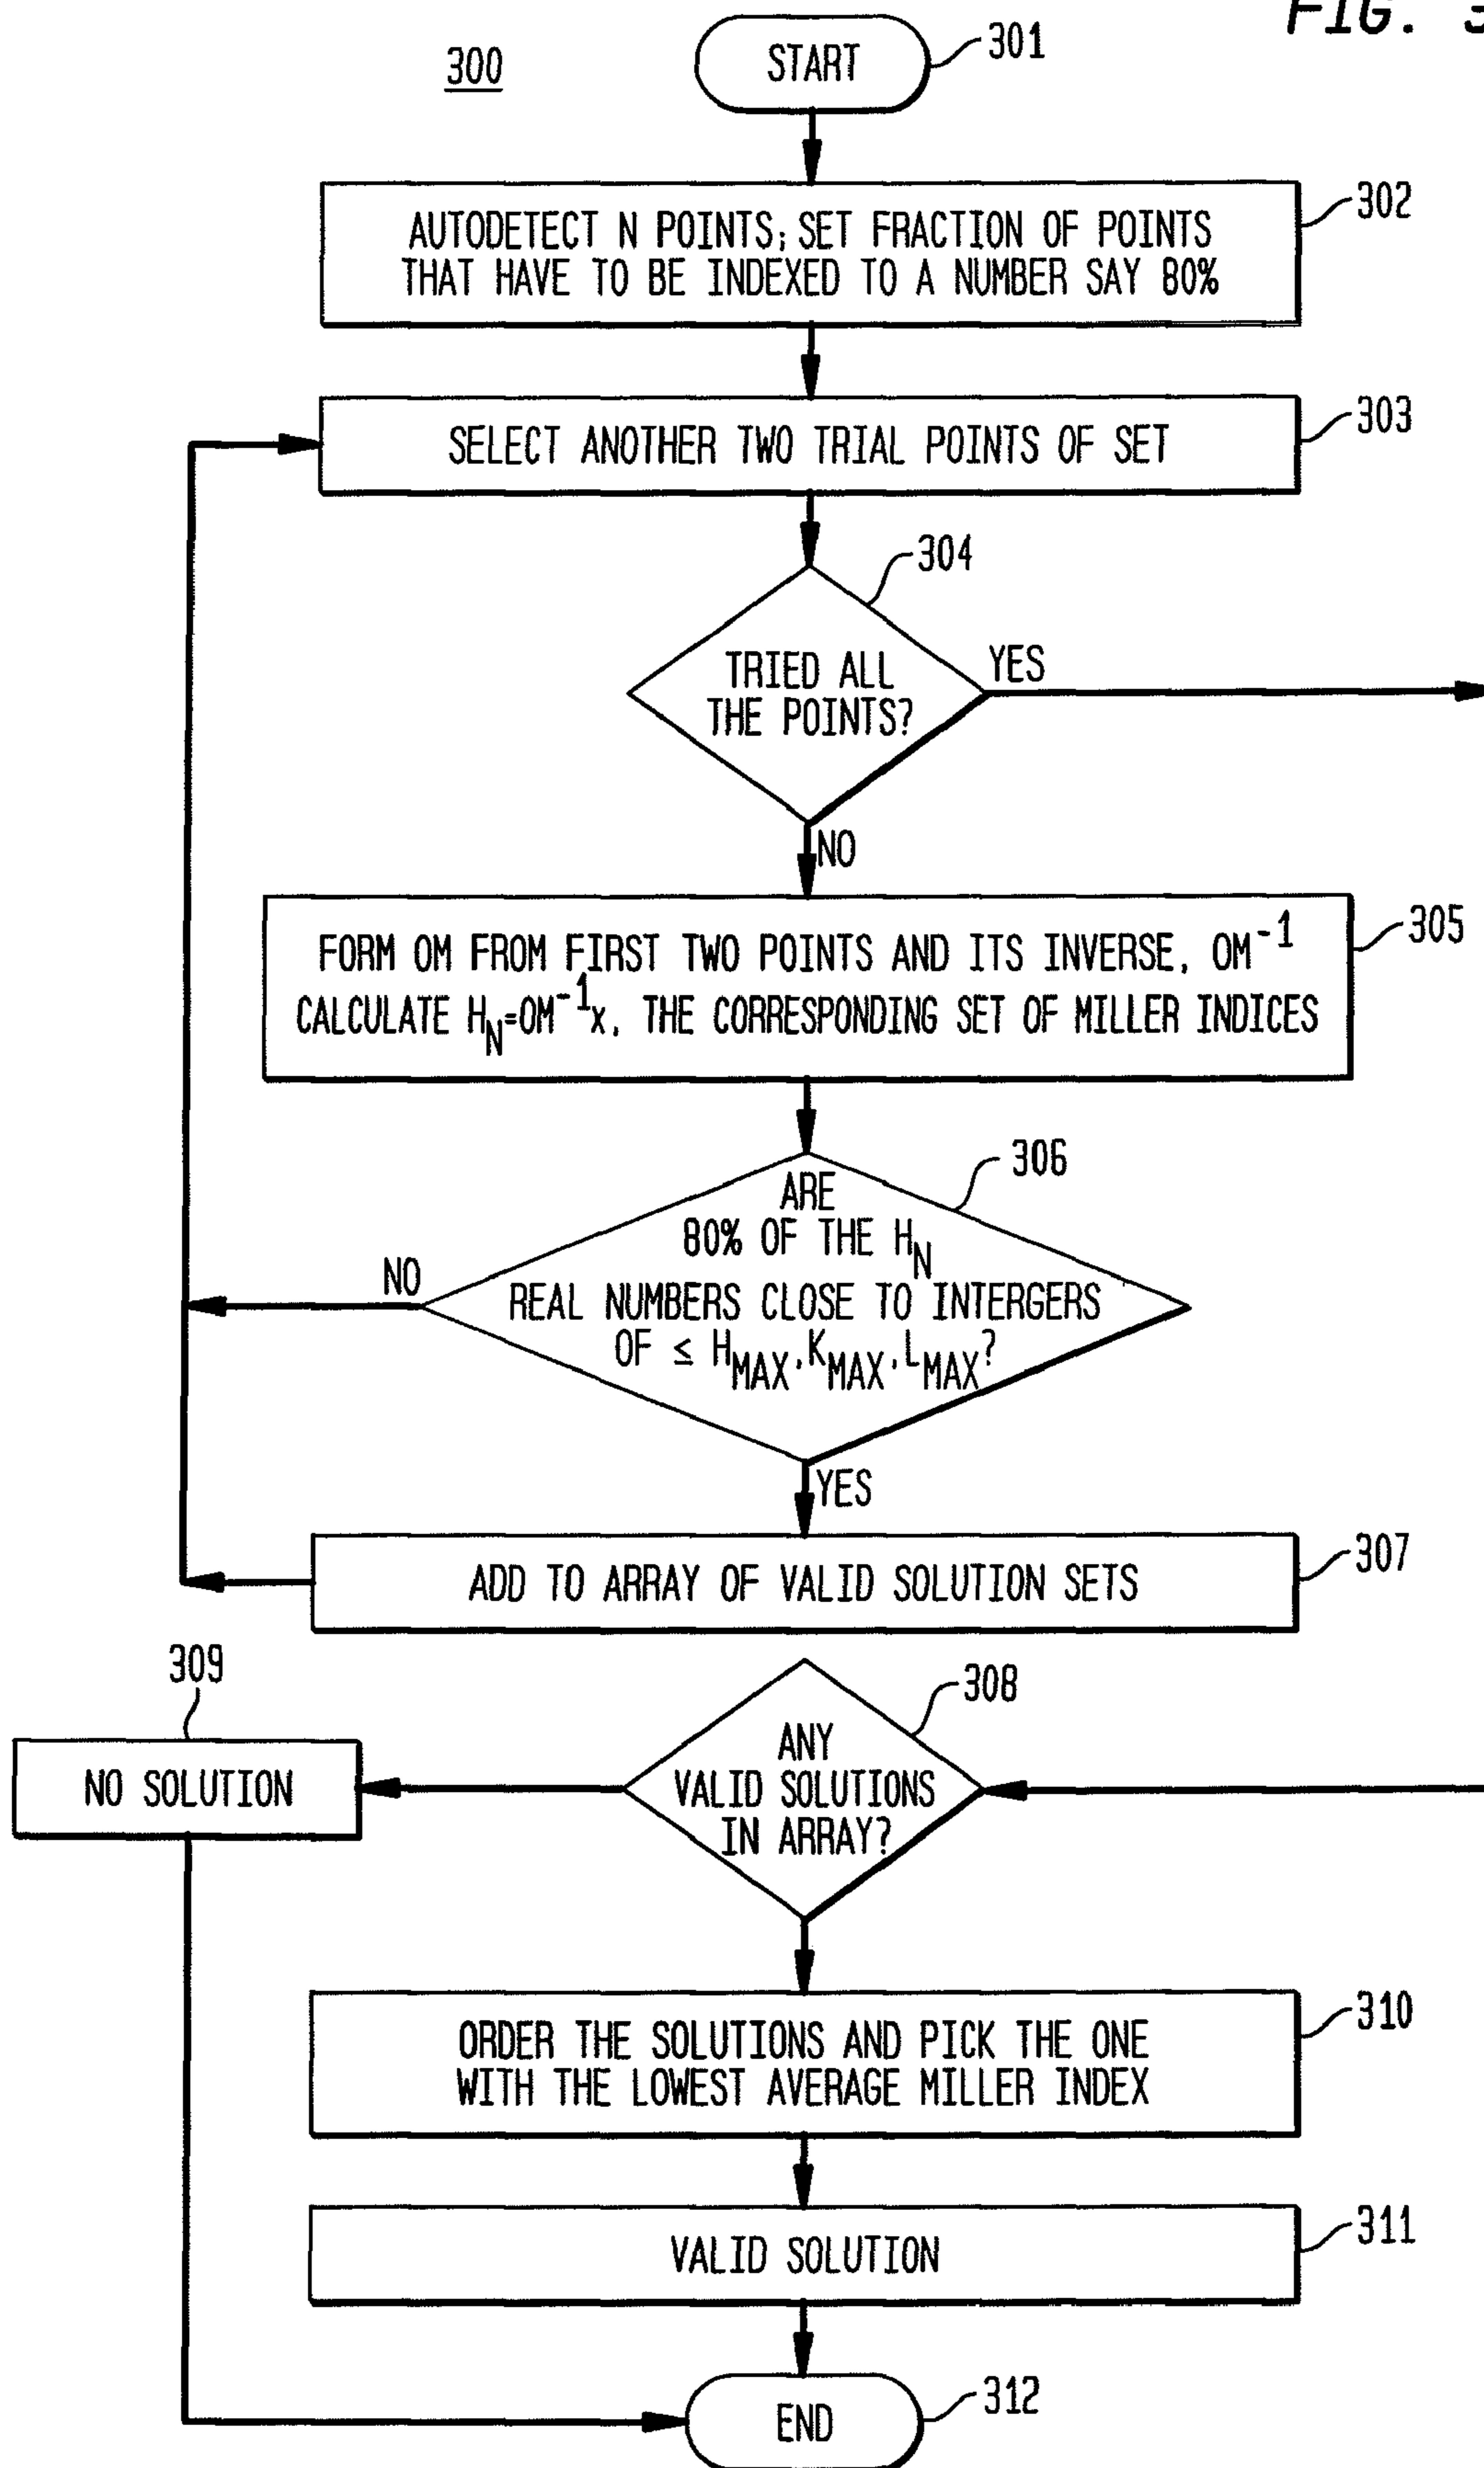 FIG. 3
300
START
301
AUTODETECT N POINTS; SET FRACTION OF POINTS
THAT HAVE TO BE INDEXED TO A NUMBER SAY 80%
302
SELECT ANOTHER TWO TRIAL POINTS OF SET
303
304
TRIED ALL
THE POINTS?
YES
NO
FORM OM FROM FIRST TWO POINTS AND ITS INVERSE, OM⁻¹
CALCULATE H_N=OM⁻¹x, THE CORRESPONDING SET OF MILLER INDICES
305
306
ARE
80% OF THE H_N
REAL NUMBERS CLOSE TO INTERGERS
OF ≤ H_MAX,K_MAX,L_MAX?
NO
YES
ADD TO ARRAY OF VALID SOLUTION SETS
307
309
NO SOLUTION
308
ANY
VALID SOLUTIONS
IN ARRAY?
ORDER THE SOLUTIONS AND PICK THE ONE
WITH THE LOWEST AVERAGE MILLER INDEX
310
VALID SOLUTION
311
END
312